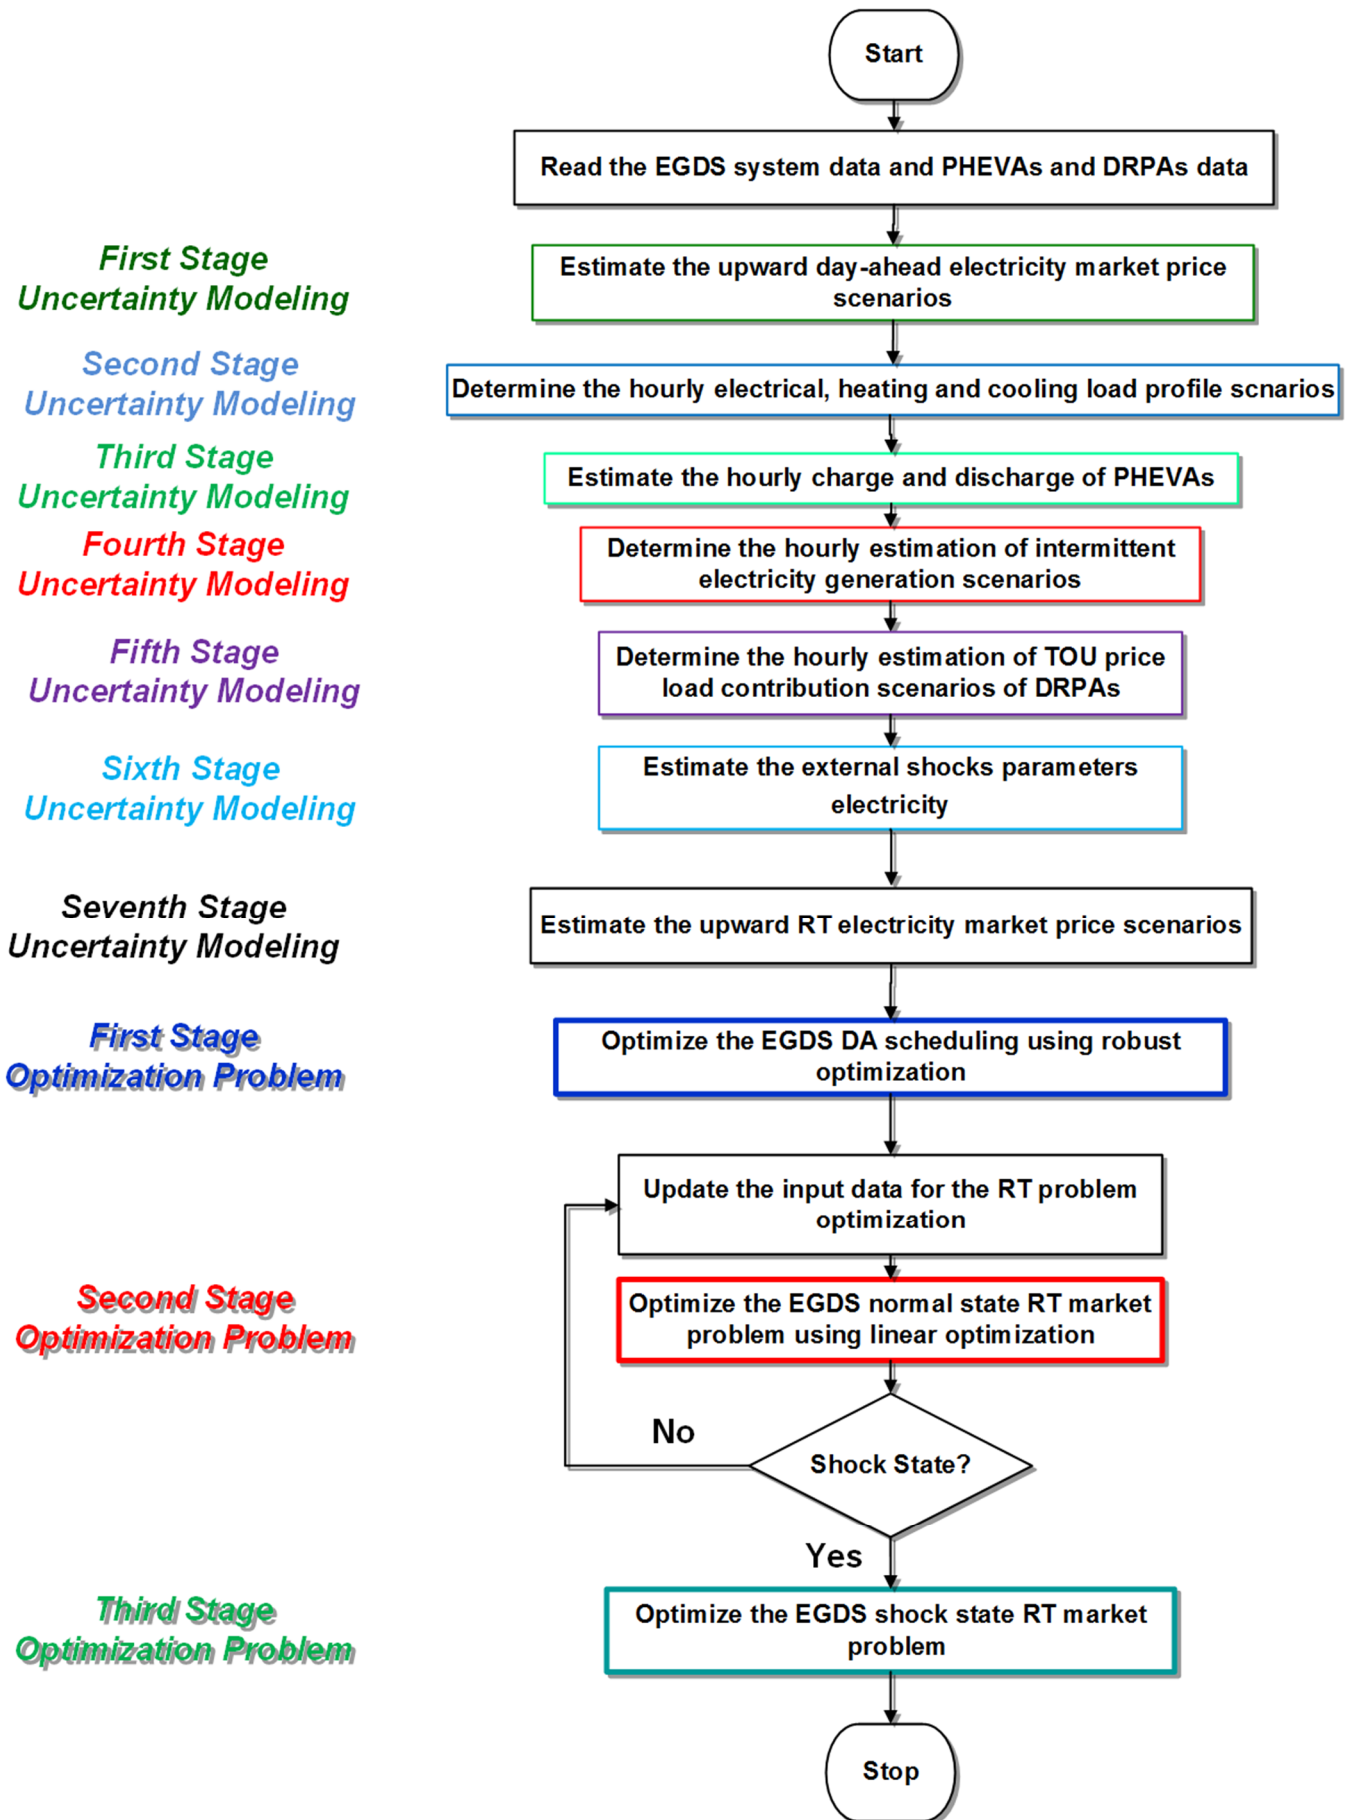 Start
Read the EGDS system data and PHEVAs and DRPAs data
First Stage
Uncertainty Modeling
Estimate the upward day-ahead electricity market price
scenarios
Second Stage
Uncertainty Modeling
Determine the hourly electrical, heating and cooling load profile scnarios
Third Stage
Uncertainty Modeling
Estimate the hourly charge and discharge of PHEVAs
Fourth Stage
Uncertainty Modeling
Determine the hourly estimation of intermittent
electricity generation scenarios
Fifth Stage
Uncertainty Modeling
Determine the hourly estimation of TOU price
load contribution scenarios of DRPAs
Sixth Stage
Uncertainty Modeling
Estimate the external shocks parameters
electricity
Seventh Stage
Uncertainty Modeling
Estimate the upward RT electricity market price scenarios
First Stage
Optimization Problem
Optimize the EGDS DA scheduling using robust
optimization
Update the input data for the RT problem
optimization
Second Stage
Optimization Problem
Optimize the EGDS normal state RT market
problem using linear optimization
No
Shock State?
Yes
Third Stage
Optimization Problem
Optimize the EGDS shock state RT market
problem
Stop